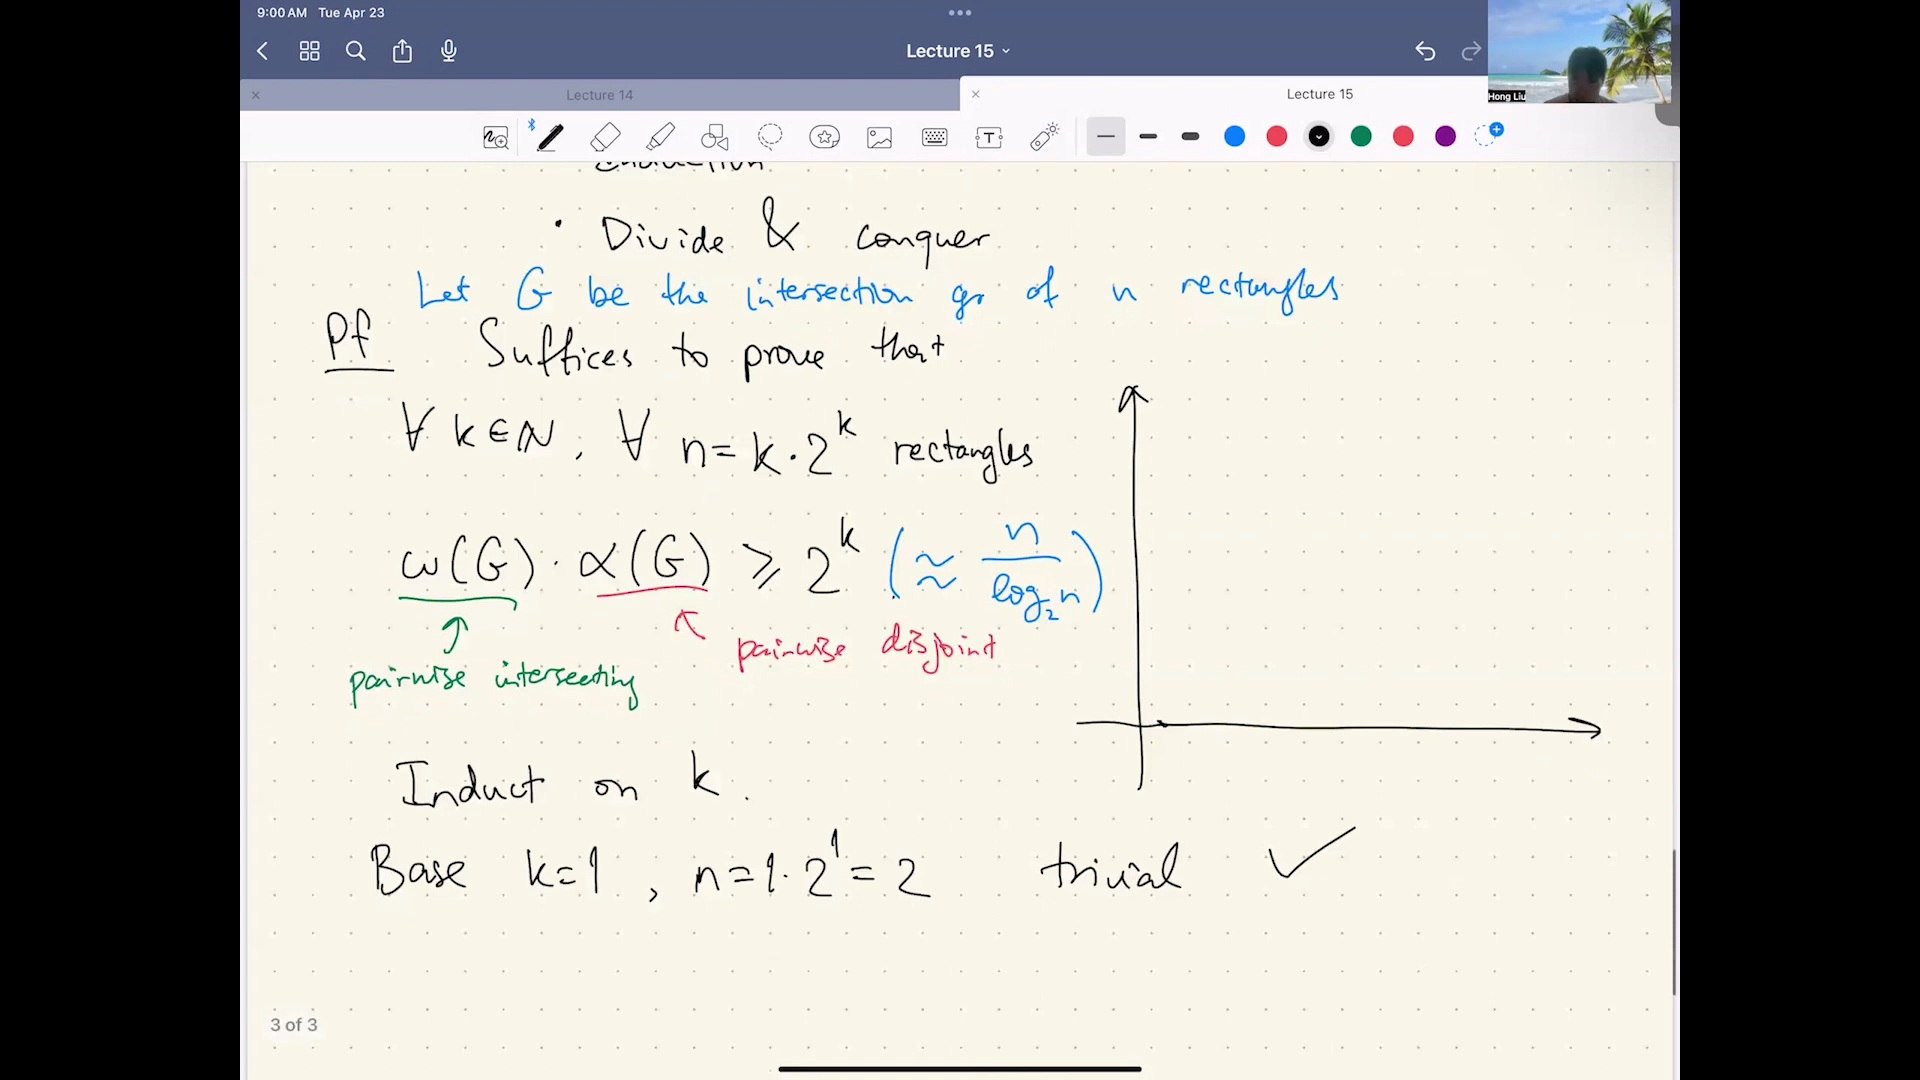 9:00 AM Tue Apr 23
Lecture 15
Lecture 14
Lecture 15
Hong Liu
· Divide & conquer
Let G be the intersection gr of n rectangles
Pf Suffices to prove that
∀ k∈N, ∀ n=k·2^k rectangles
ω(G)·α(G) ⩾ 2^k (≈ n/log₂n)
pairwise disjoint
pairwise intersecting
Induct on k.
Base k=1, n=1·2^1=2 trivial ✓
3 of 3